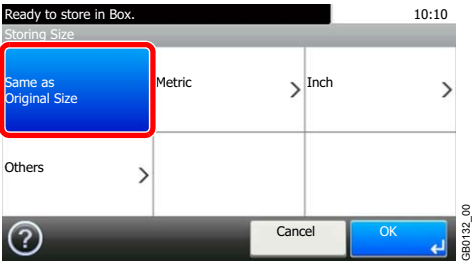 Ready to store in Box. 10:10
Storing Size
Same as
Original Size
Metric
Inch
Others
?
Cancel
OK
GB0132_00